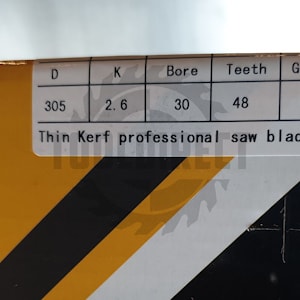 D K Bore Teeth G
305 2.6 30 48
Thin Kerf professional saw blad